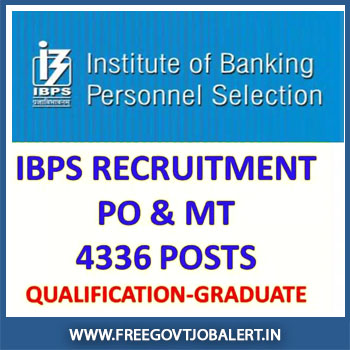 IBPS
Institute of Banking
Personnel Selection
IBPS RECRUITMENT
PO & MT
4336 POSTS
QUALIFICATION-GRADUATE
WWW.FREEGOVTJOBALERT.IN